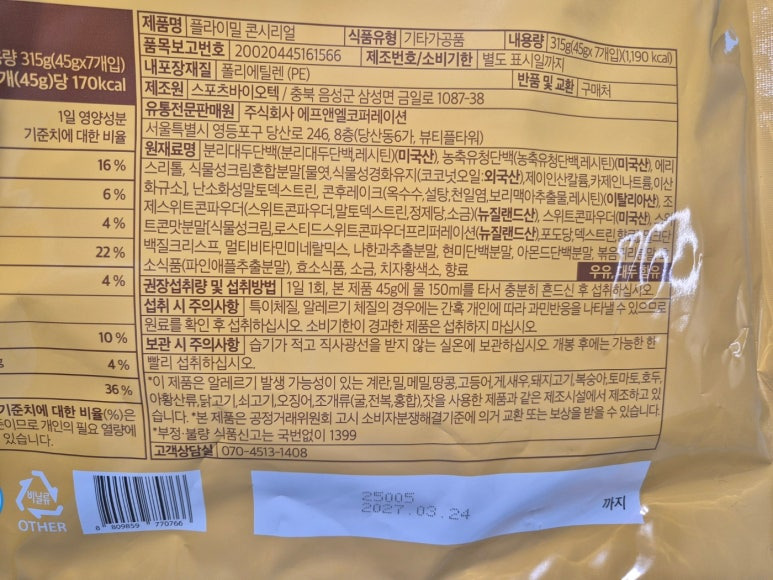 제품명 플라이밀 콘시리얼 식품유형 기타가공품 내용량 315g(45gx7개입)(1,190 kcal)
품목보고번호 20020445161566 제조번호/소비기한 별도 표시일까지
내포장재질 폴리에틸렌 (PE) 반품 및 교환 구매처
제조원 스포츠바이오텍 / 충북 음성군 삼성면 금일로 1087-38
유통전문판매원 주식회사 에프앤엘코퍼레이션
서울특별시 영등포구 당산로 246, 8층(당산동6가, 뷰티플타워)
원재료명 분리대두단백(분리대두단백,레시틴)(미국산), 농축유청단백(농축유청단백,레시틴)(미국산), 에리
스리톨, 식물성크림혼합분말[물엿,식물성경화유지(코코넛오일:외국산),제이인산칼륨,카제인나트륨,이산
화규소], 난소화성말토덱스트린, 콘후레이크(옥수수,설탕,천일염,보리맥아추출물,레시틴)(이탈리아산), 조
제스위트콘파우더(스위트콘파우더,말토덱스트린,정제당,소금)(뉴질랜드산), 스위트콘파우더(미국산), 스위
트콘맛분말[식물성크림,로스티드스위트콘파우더프리퍼레이션(뉴질랜드산),포도당,덱스트린,향료],
백질크리스프, 멀티비타민미네랄믹스, 나한과추출분말, 현미단백분말, 아몬드단백분말,
소식품(파인애플추출분말), 효소식품, 소금, 치자황색소, 향료 우유, 대두 함유
권장섭취량 및 섭취방법 1일 1회, 본 제품 45g에 물 150ml를 타서 충분히 흔드신 후 섭취하십시오.
섭취 시 주의사항 특이체질, 알레르기 체질의 경우에는 간혹 개인에 따라 과민반응을 나타낼 수 있으므로
원료를 확인 후 섭취하십시오. 소비기한이 경과한 제품은 섭취하지 마십시오.
보관 시 주의사항 습기가 적고 직사광선을 받지 않는 실온에 보관하십시오. 개봉 후에는 가능한 한
빨리 섭취하십시오.
*이 제품은 알레르기 발생 가능성이 있는 계란,밀,메밀,땅콩,고등어,게,새우,돼지고기,복숭아,토마토,호두,
아황산류,닭고기,쇠고기,오징어,조개류(굴,전복,홍합),잣을 사용한 제품과 같은 제조시설에서 제조하고 있
습니다. *본 제품은 공정거래위원회 고시 소비자분쟁해결기준에 의거 교환 또는 보상을 받을 수 있습니다.
*부정·불량 식품신고는 국번없이 1399
고객상담실 070-4513-1408
량 315g(45gx7개입)
개(45g)당 170kcal
1일 영양성분
기준치에 대한 비율
16 %
6 %
4 %
22 %
4 %
10 %
4 %
36 %
기준치에 대한 비율(%)은
이므로 개인의 필요 열량에
있습니다.
비닐류
OTHER
8 809859 770766
25005
2027.03.24
까지